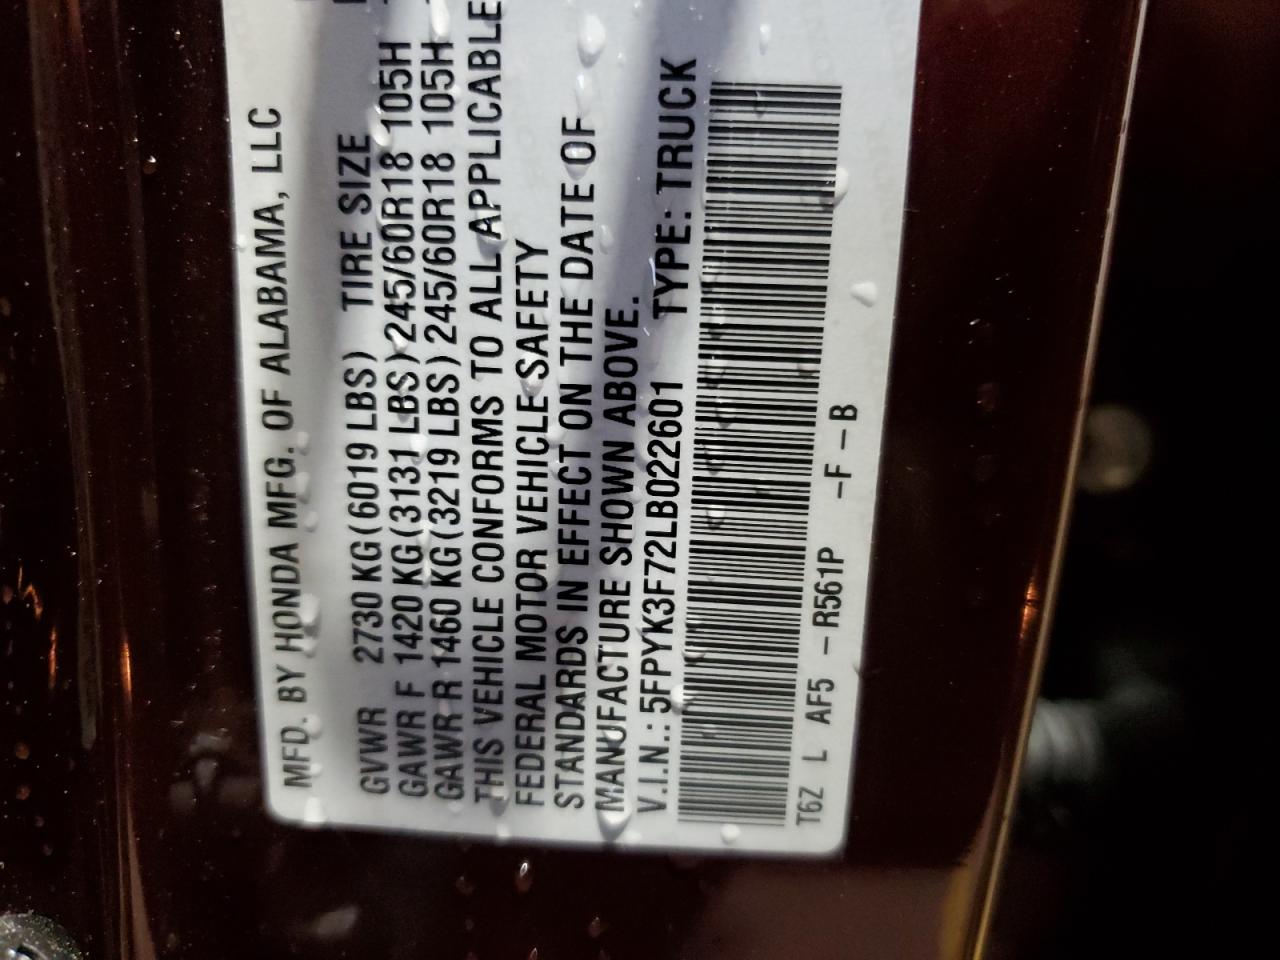 MFD. BY HONDA MFG. OF ALABAMA, LLC
GVWR 2730 KG (6019 LBS) TIRE SIZE
GAWR F 1420 KG (3131 LBS) 245/60R18 105H
GAWR R 1460 KG (3219 LBS) 245/60R18 105H
THIS VEHICLE CONFORMS TO ALL APPLICABLE
FEDERAL MOTOR VEHICLE SAFETY
STANDARDS IN EFFECT ON THE DATE OF
MANUFACTURE SHOWN ABOVE.
V.I.N.: 5FPYK3F72LB022601 TYPE: TRUCK
T6Z L AF5 -R561P -F-B